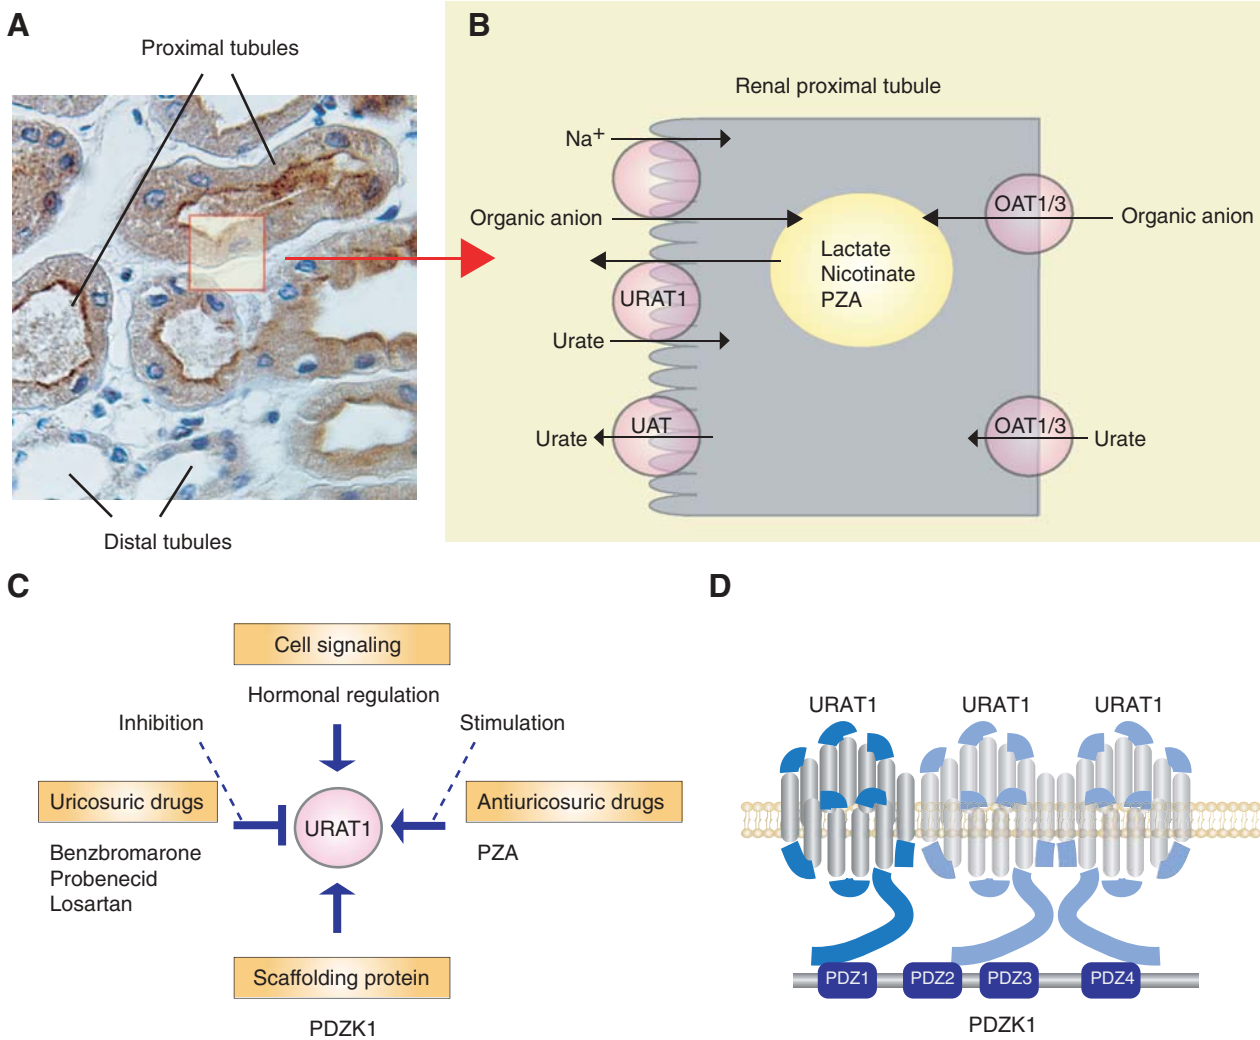 A
Proximal tubules
Distal tubules
B
Renal proximal tubule
Na+
Organic anion
OAT1/3
Organic anion
Lactate
Nicotinate
PZA
URAT1
Urate
Urate
UAT
OAT1/3
Urate
C
Cell signaling
Hormonal regulation
Inhibition
Stimulation
Uricosuric drugs
Antiuricosuric drugs
URAT1
Benzbromarone
Probenecid
Losartan
PZA
Scaffolding protein
PDZK1
D
URAT1
URAT1
URAT1
PDZ1
PDZ2
PDZ3
PDZ4
PDZK1